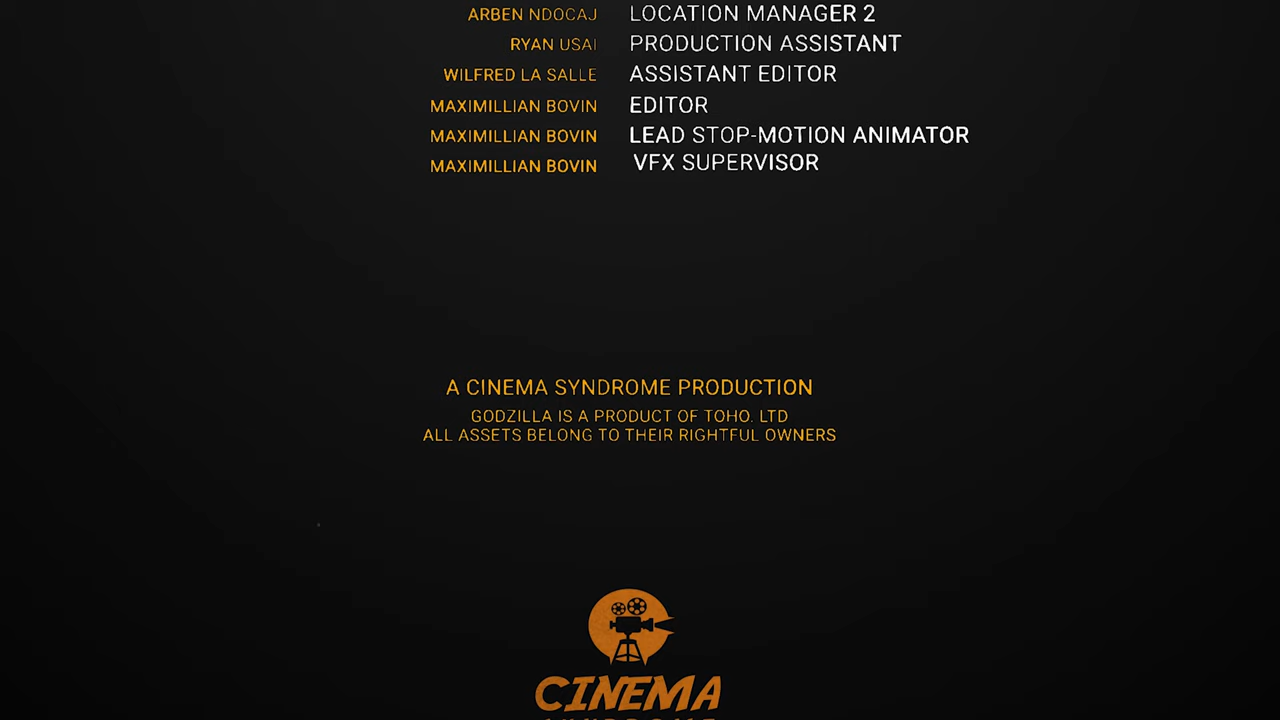 ARBEN NDOCAJ LOCATION MANAGER 2
RYAN USAI PRODUCTION ASSISTANT
WILFRED LA SALLE ASSISTANT EDITOR
MAXIMILLIAN BOVIN EDITOR
MAXIMILLIAN BOVIN LEAD STOP-MOTION ANIMATOR
MAXIMILLIAN BOVIN VFX SUPERVISOR
A CINEMA SYNDROME PRODUCTION
GODZILLA IS A PRODUCT OF TOHO. LTD
ALL ASSETS BELONG TO THEIR RIGHTFUL OWNERS
CINEMA